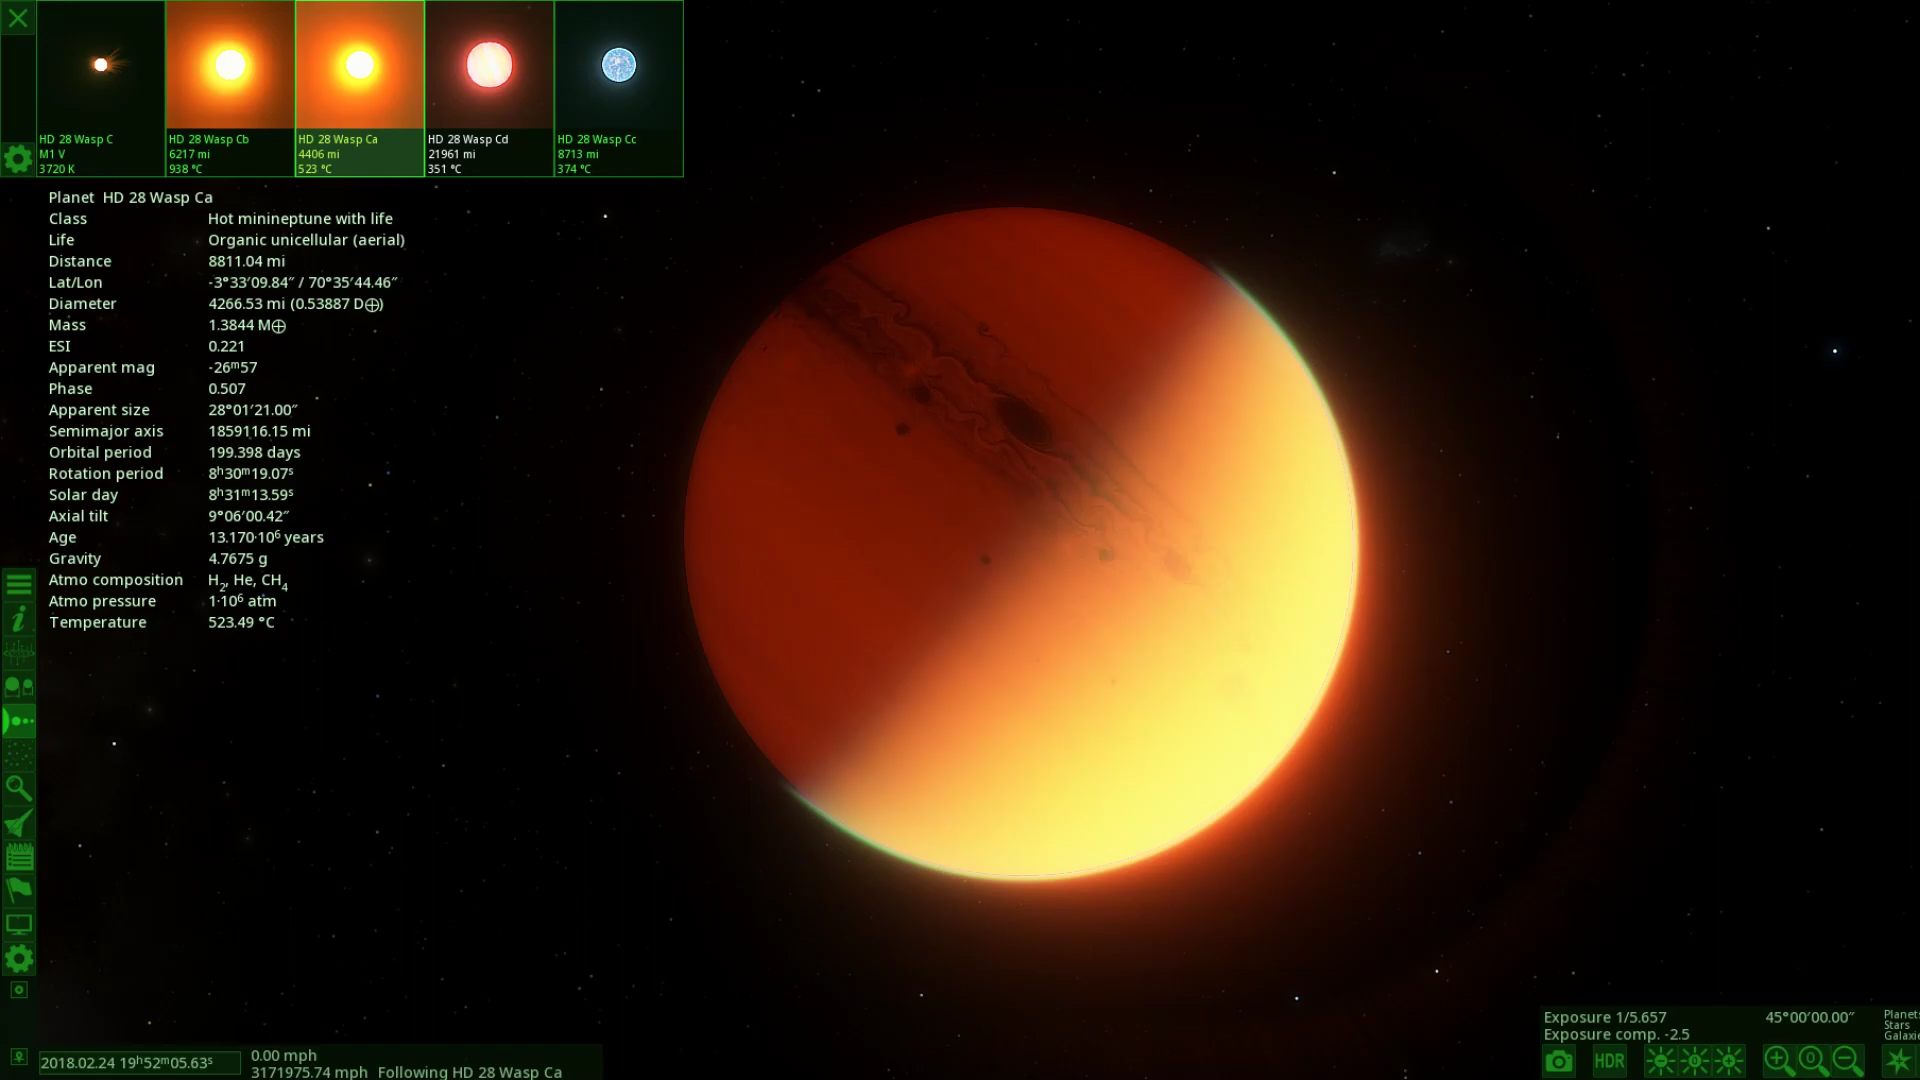 HD 28 Wasp C
M1 V
3720 K
HD 28 Wasp Cb
6217 mi
938 °C
HD 28 Wasp Ca
4406 mi
523 °C
HD 28 Wasp Cd
21961 mi
351 °C
HD 28 Wasp Cc
8713 mi
374 °C
Planet HD 28 Wasp Ca
Class Hot minineptune with life
Life Organic unicellular (aerial)
Distance 8811.04 mi
Lat/Lon -3°33′09.84″ / 70°35′44.46″
Diameter 4266.53 mi (0.53887 D⊕)
Mass 1.3844 M⊕
ESI 0.221
Apparent mag -26ᵐ57
Phase 0.507
Apparent size 28°01′21.00″
Semimajor axis 1859116.15 mi
Orbital period 199.398 days
Rotation period 8ʰ30ᵐ19.07ˢ
Solar day 8ʰ31ᵐ13.59ˢ
Axial tilt 9°06′00.42″
Age 13.170·10⁶ years
Gravity 4.7675 g
Atmo composition H₂, He, CH₄
Atmo pressure 1·10⁶ atm
Temperature 523.49 °C
2018.02.24 19ʰ52ᵐ05.63ˢ
0.00 mph
3171975.74 mph Following HD 28 Wasp Ca
Exposure 1/5.657 45°00′00.00″
Exposure comp. -2.5
HDR
0
0
Planets
Stars